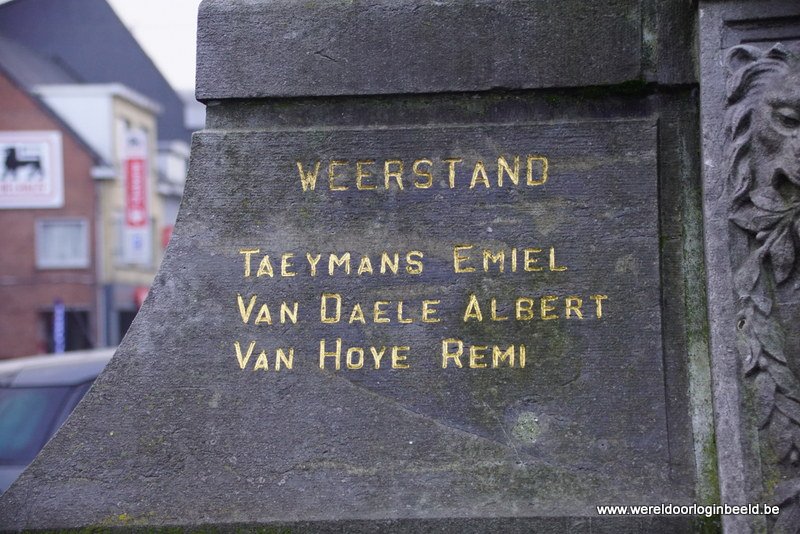 WEERSTAND
TAEYMANS EMIEL
VAN DAELE ALBERT
VAN HOYE REMI
www.wereldoorloginbeeld.be